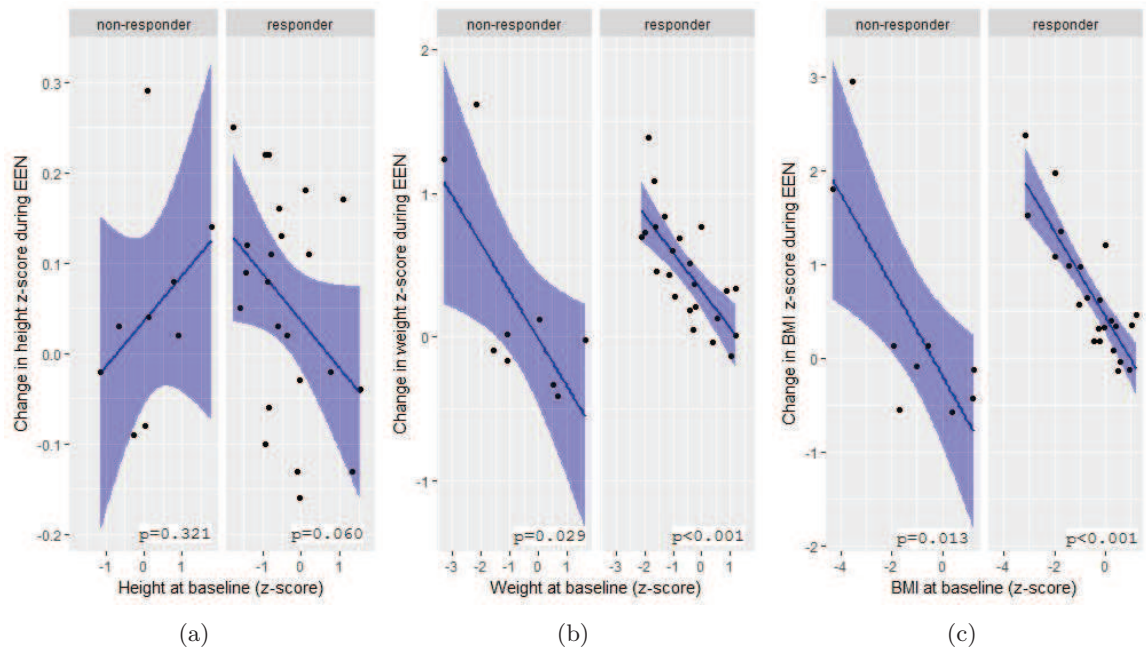 non-responder
responder
Change in height z-score during EEN
0.3
0.2
0.1
0.0
-0.1
-0.2
p=0.321
p=0.060
-1
0
1
-1
0
1
Height at baseline (z-score)
(a)
non-responder
responder
Change in weight z-score during EEN
2
1
0
-1
p=0.029
p<0.001
-3
-2
-1
0
1
-3
-2
-1
0
1
Weight at baseline (z-score)
(b)
non-responder
responder
Change in BMI z-score during EEN
3
2
1
0
-1
-2
p=0.013
p<0.001
-4
-2
0
-4
-2
0
BMI at baseline (z-score)
(c)